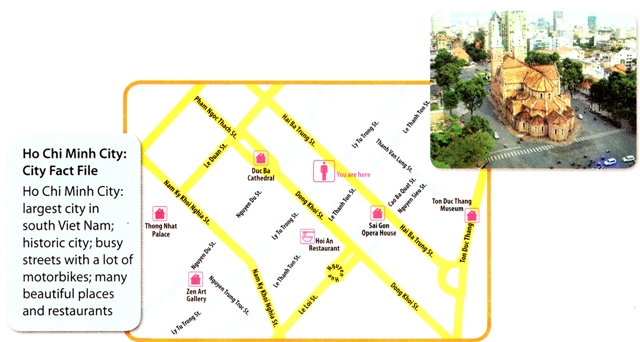 Ho Chi Minh City:
City Fact File
Ho Chi Minh City:
largest city in
south Viet Nam;
historic city; busy
streets with a lot of
motorbikes; many
beautiful places
and restaurants
Pham Ngoc Thach St.
Hai Ba Trung St.
Ly Tu Trong St.
Le Thanh Ton St.
Thanh Van Lung St.
Le Duan St.
Duc Ba
Cathedral
You are here
Cao Ba Quat St.
Nguyen Sieu St.
Ton Duc Thang
Museum
Nam Ky Khoi Nghia St.
Nguyen Du St.
Dong Khoi St.
Le Thanh Ton St.
Sai Gon
Opera House
Thong Nhat
Palace
Ly Tu Trong St.
Hoi An
Restaurant
Hai Ba Trung St.
Ton Duc Thang
Nguyen Du St.
Le Thanh Ton St.
Zen Art
Gallery
Nguyen Trung Truc St.
Nam Ky Khoi Nghia St.
Le Loi St.
Dong Khoi St.
Ly Tu Trong St.